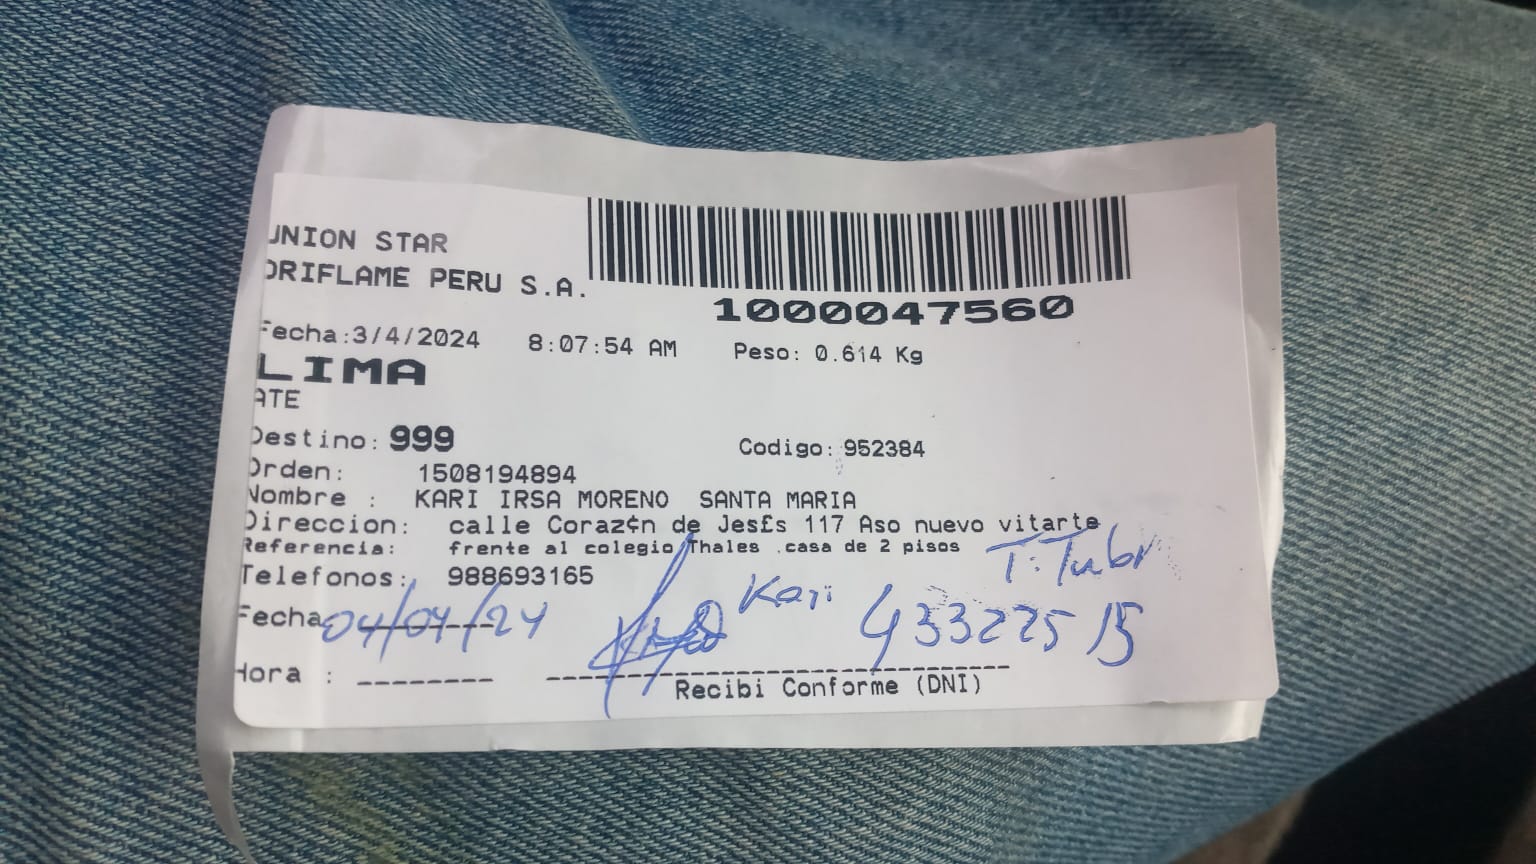 UNION STAR
ORIFLAME PERU S.A.
1000047560
Fecha:3/4/2024 8:07:54 AM Peso: 0.614 Kg
LIMA
ATE
Destino: 999 Codigo: 952384
Orden: 1508194894
Nombre : KARI IRSA MORENO SANTA MARIA
Direccion: calle Coraz¢n de Jes£s 117 Aso nuevo vitarte
Referencia: frente al colegio Thales .casa de 2 pisos
Telefonos: 988693165
Kari
Fecha 04/04/24 43322515
Hora : --------
Recibi Conforme (DNI)